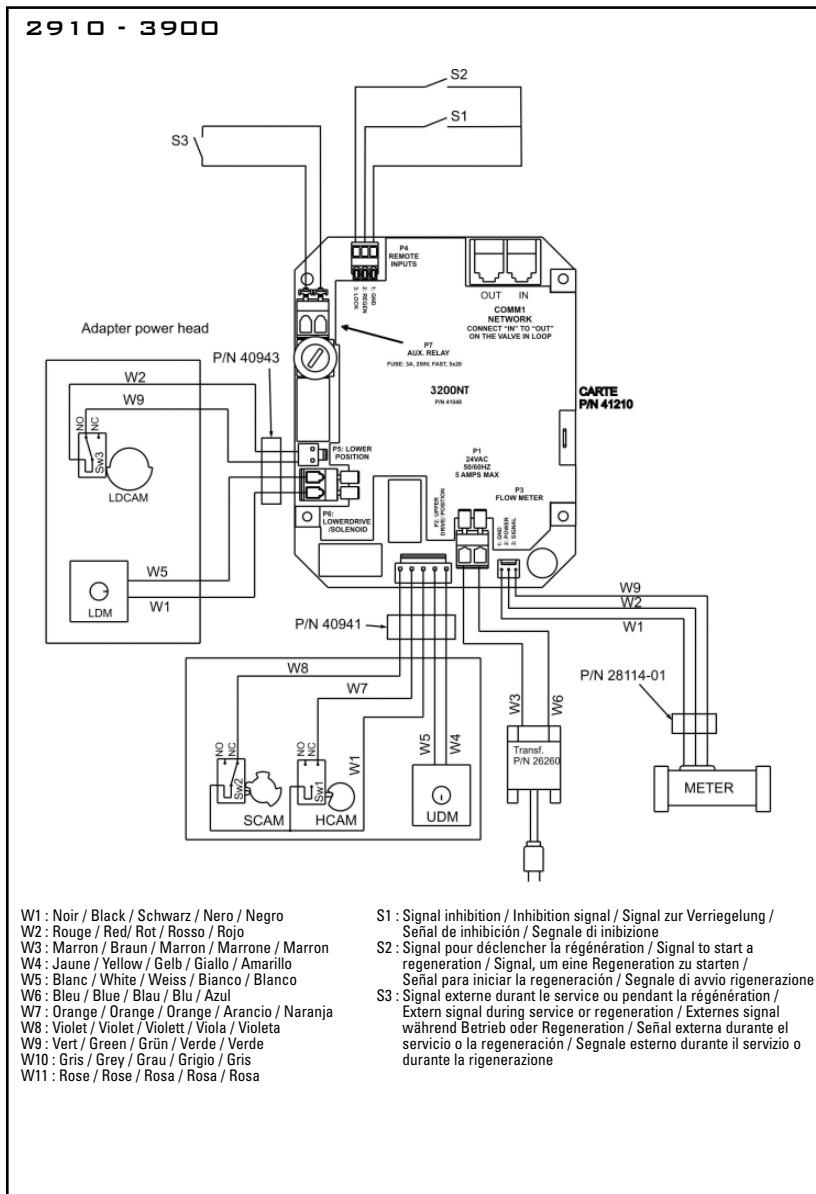 2910 - 3900
S2
S1
S3
P4
REMOTE
INPUTS
1: GND
2: REGEN
3: LOCK
OUT IN
COMM1
NETWORK
CONNECT "IN" TO "OUT"
ON THE VALVE IN LOOP
Adapter power head
P/N 40943
P7
AUX. RELAY
FUSE: 3A, 250V, FAST, 5x20
3200NT
P/N 41048
CARTE
P/N 41210
W2
W9
NO
NC
Sw3
LDCAM
P5: LOWER
POSITION
P1
24VAC
50/60HZ
5 AMPS MAX
P3
FLOW METER
P6:
LOWERDRIVE
/SOLENOID
P2: UPPER
DRIVE/ POSITION
1: GND
2: POWER
3: SIGNAL
W5
LDM
W1
W9
W2
W1
P/N 40941
P/N 28114-01
W8
W7
W3
W6
NO
NC
Sw2
SCAM
NO
NC
Sw1
HCAM
W1
W5
W4
UDM
Transf.
P/N 26260
METER
W1 : Noir / Black / Schwarz / Nero / Negro
W2 : Rouge / Red/ Rot / Rosso / Rojo
W3 : Marron / Braun / Marron / Marrone / Marron
W4 : Jaune / Yellow / Gelb / Giallo / Amarillo
W5 : Blanc / White / Weiss / Bianco / Blanco
W6 : Bleu / Blue / Blau / Blu / Azul
W7 : Orange / Orange / Orange / Arancio / Naranja
W8 : Violet / Violet / Violett / Viola / Violeta
W9 : Vert / Green / Grün / Verde / Verde
W10 : Gris / Grey / Grau / Grigio / Gris
W11 : Rose / Rose / Rosa / Rosa / Rosa
S1 : Signal inhibition / Inhibition signal / Signal zur Verriegelung /
Señal de inhibición / Segnale di inibizione
S2 : Signal pour déclencher la régénération / Signal to start a
regeneration / Signal, um eine Regeneration zu starten /
Señal para iniciar la regeneración / Segnale di avvio rigenerazione
S3 : Signal externe durant le service ou pendant la régénération /
Extern signal during service or regeneration / Externes signal
während Betrieb oder Regeneration / Señal externa durante el
servicio o la regeneración / Segnale esterno durante il servizio o
durante la rigenerazione